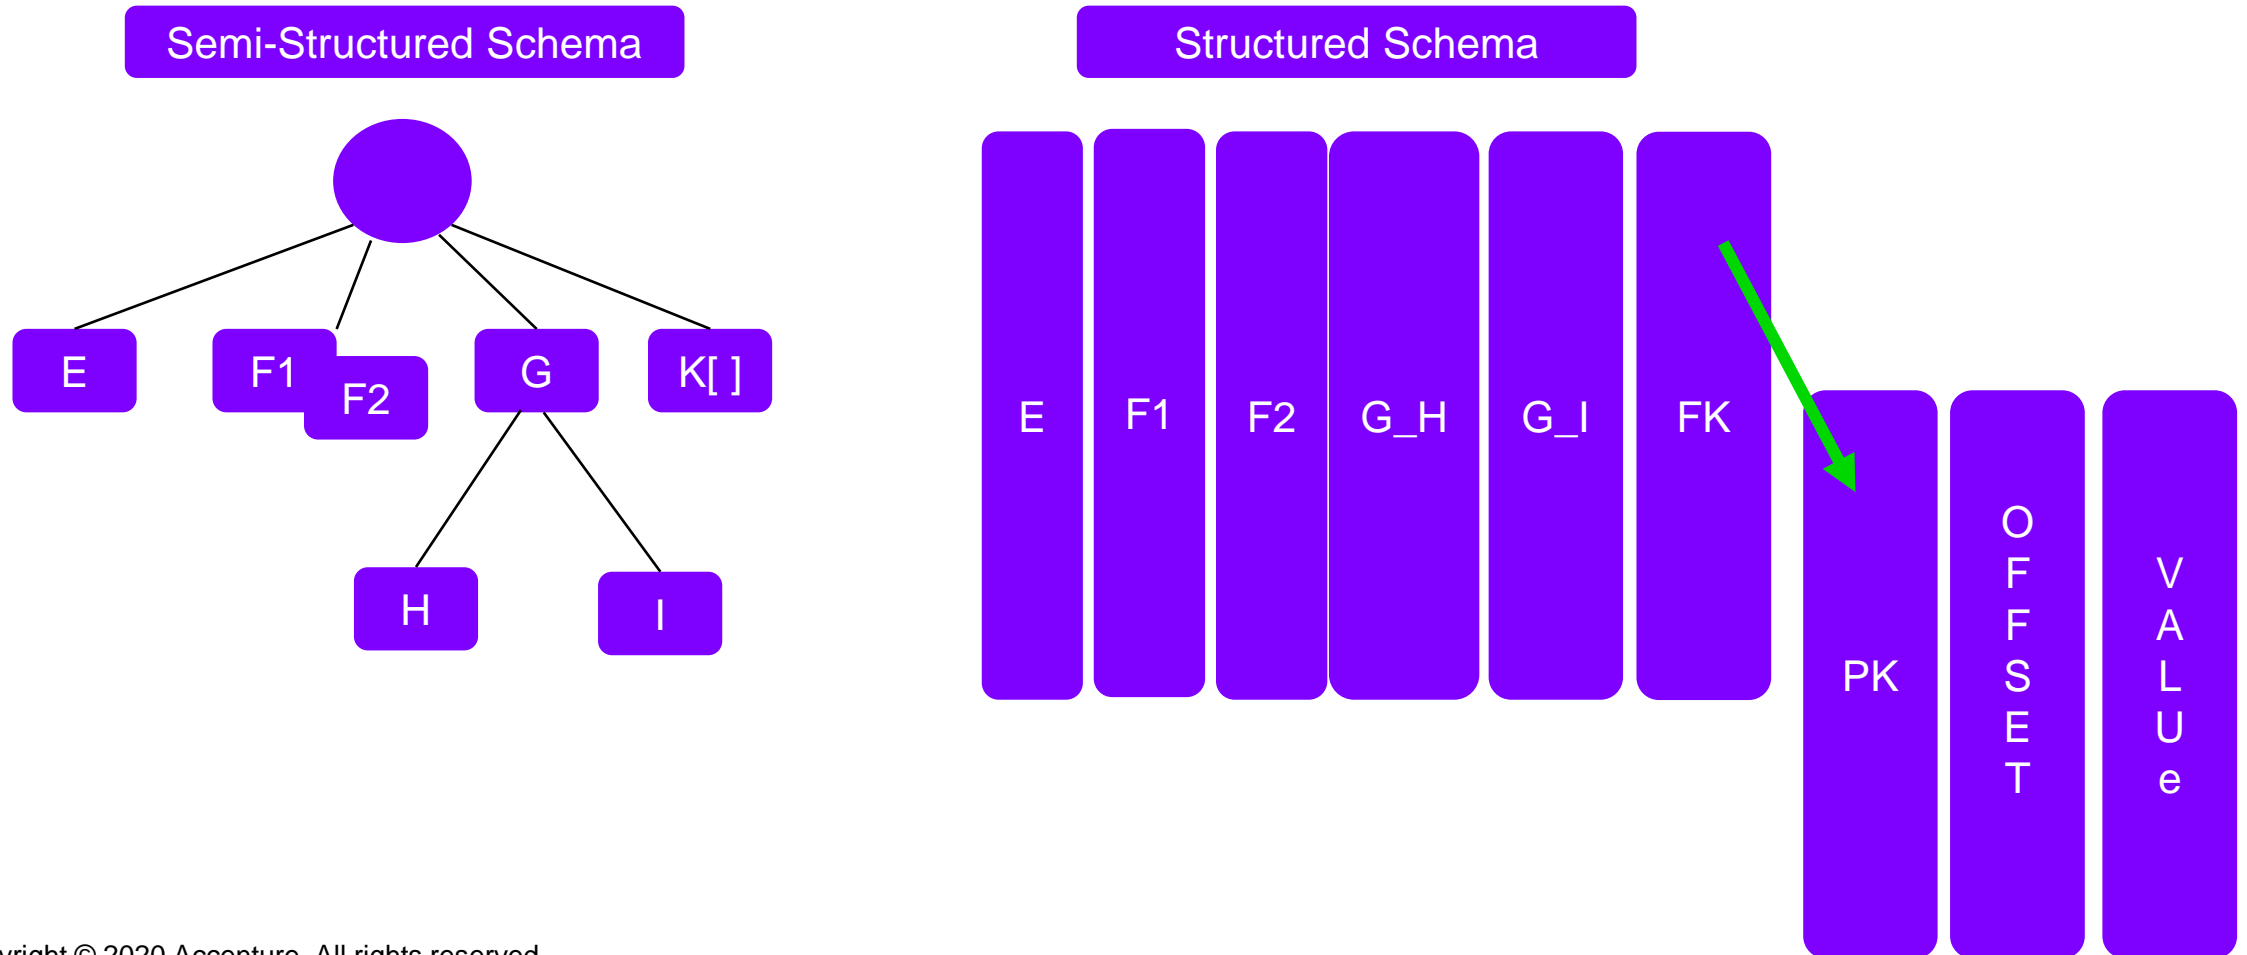 Semi-Structured Schema
Structured Schema
E
F1
F2
G
K[ ]
H
I
E
F1
F2
G_H
G_I
FK
PK
O
F
F
S
E
T
V
A
L
U
e
© 2020 Accenture. All rights reserved.